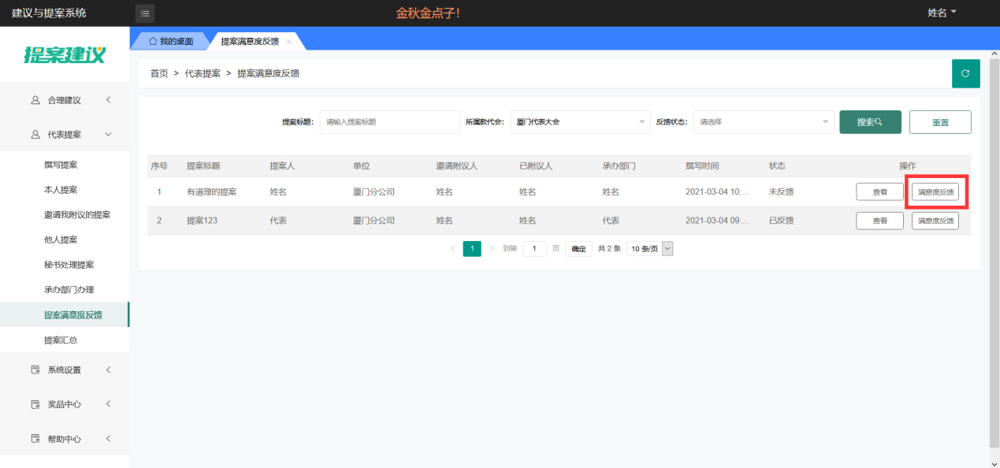 建议与提案系统
金秋金点子!
姓名
提案建议
我的桌面
提案满意度反馈
首页 > 代表提案 > 提案满意度反馈
合理建议
代表提案
撰写提案
本人提案
邀请我附议的提案
他人提案
秘书处理提案
承办部门办理
提案满意度反馈
提案汇总
系统设置
奖品中心
帮助中心
提案标题: 请输入提案标题 所属教代会: 厦门代表大会 反馈状态: 请选择 搜索 重置
序号 提案标题 提案人 单位 邀请附议人 已附议人 承办部门 撰写时间 状态 操作
1 有道理的提案 姓名 厦门分公司 姓名 姓名 姓名 2021-03-04 10:... 未反馈 查看 满意度反馈
2 提案123 代表 厦门分公司 姓名 姓名 代表 2021-03-04 09:... 已反馈 查看 满意度反馈
1 到第 1 页 确定 共 2 条 10 条/页